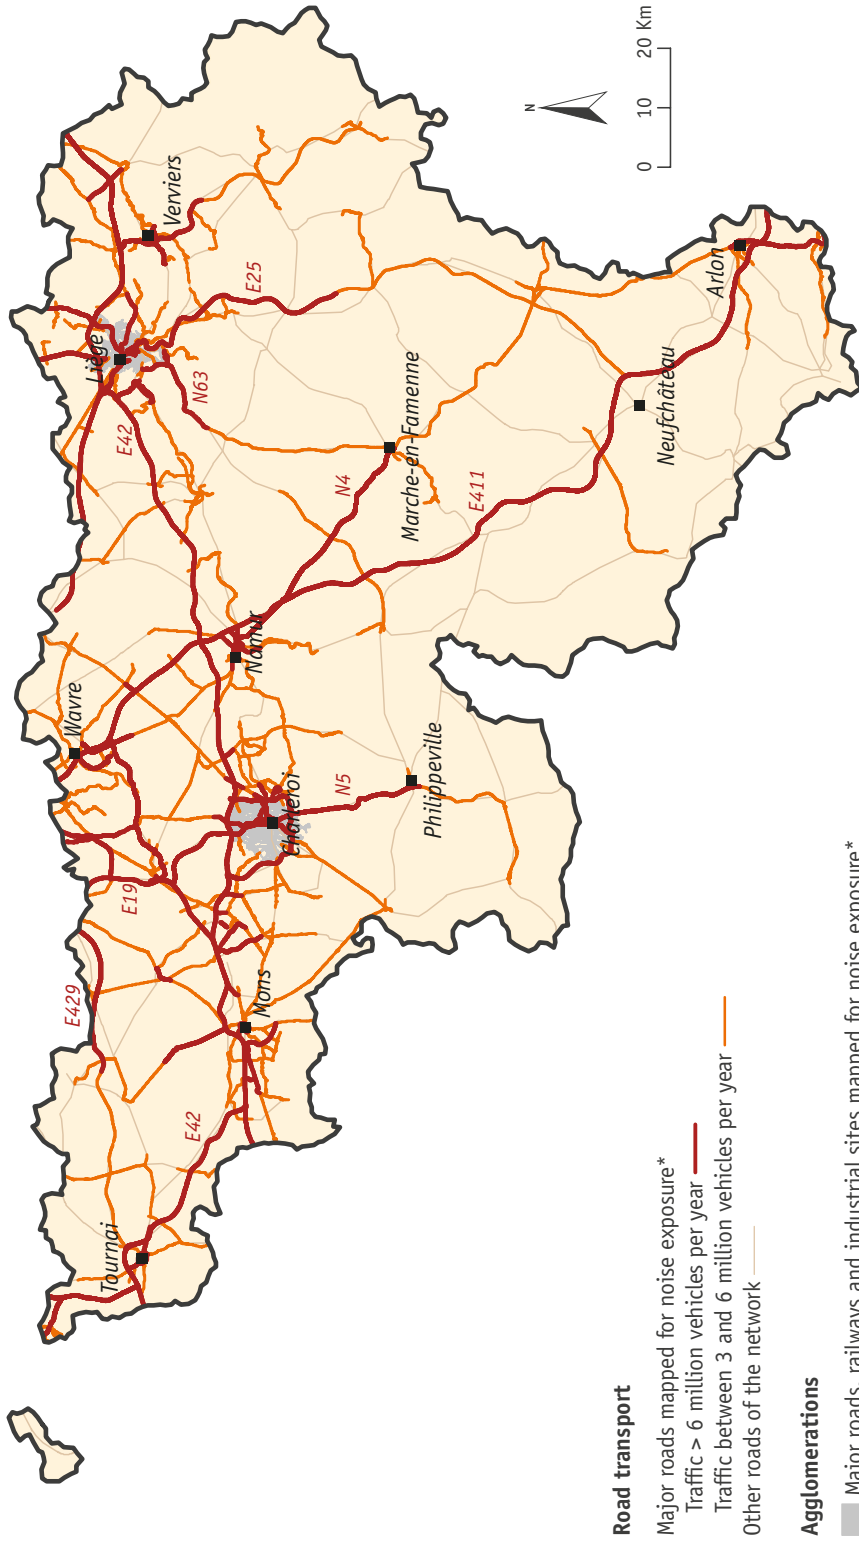 Tournai
E42
E429
Mons
E19
Charleroi
N5
Philippeville
Wavre
Namur
E42
N4
E411
Marche-en-Famenne
Liège
N63
E25
Verviers
Neufchâteau
Arlon
N
0 10 20 Km
Road transport
Major roads mapped for noise exposure*
Traffic > 6 million vehicles per year
Traffic between 3 and 6 million vehicles per year
Other roads of the network
Agglomerations
Major roads, railways and industrial sites mapped for noise exposure*